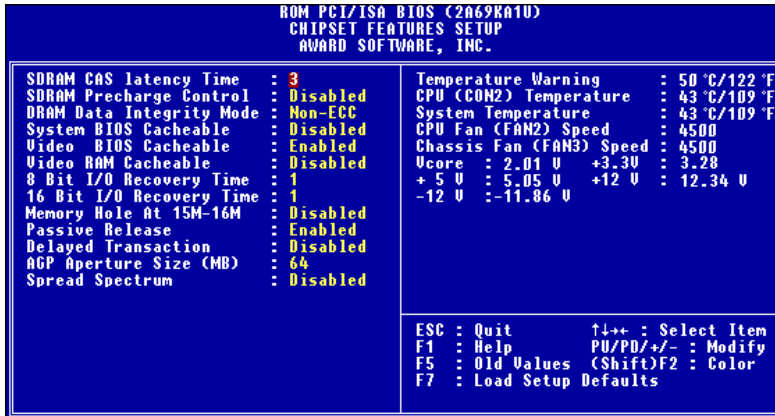 ROM PCI/ISA BIOS (2A69KA1U)
CHIPSET FEATURES SETUP
AWARD SOFTWARE, INC.
SDRAM CAS latency Time : 3
SDRAM Precharge Control : Disabled
DRAM Data Integrity Mode : Non-ECC
System BIOS Cacheable : Disabled
Video BIOS Cacheable : Enabled
Video RAM Cacheable : Disabled
8 Bit I/O Recovery Time : 1
16 Bit I/O Recovery Time : 1
Memory Hole At 15M-16M : Disabled
Passive Release : Enabled
Delayed Transaction : Disabled
AGP Aperture Size (MB) : 64
Spread Spectrum : Disabled
Temperature Warning : 50°C/122°F
CPU (CON2) Temperature : 43°C/109°F
System Temperature : 43°C/109°F
CPU Fan (FAN2) Speed : 4500
Chassis Fan (FAN3) Speed : 4500
Vcore : 2.01 V +3.3V : 3.28
+ 5 V : 5.05 V +12 V : 12.34 V
-12 V :-11.86 V
ESC : Quit ↑↓→← : Select Item
F1 : Help PU/PD/+/- : Modify
F5 : Old Values (Shift)F2 : Color
F7 : Load Setup Defaults